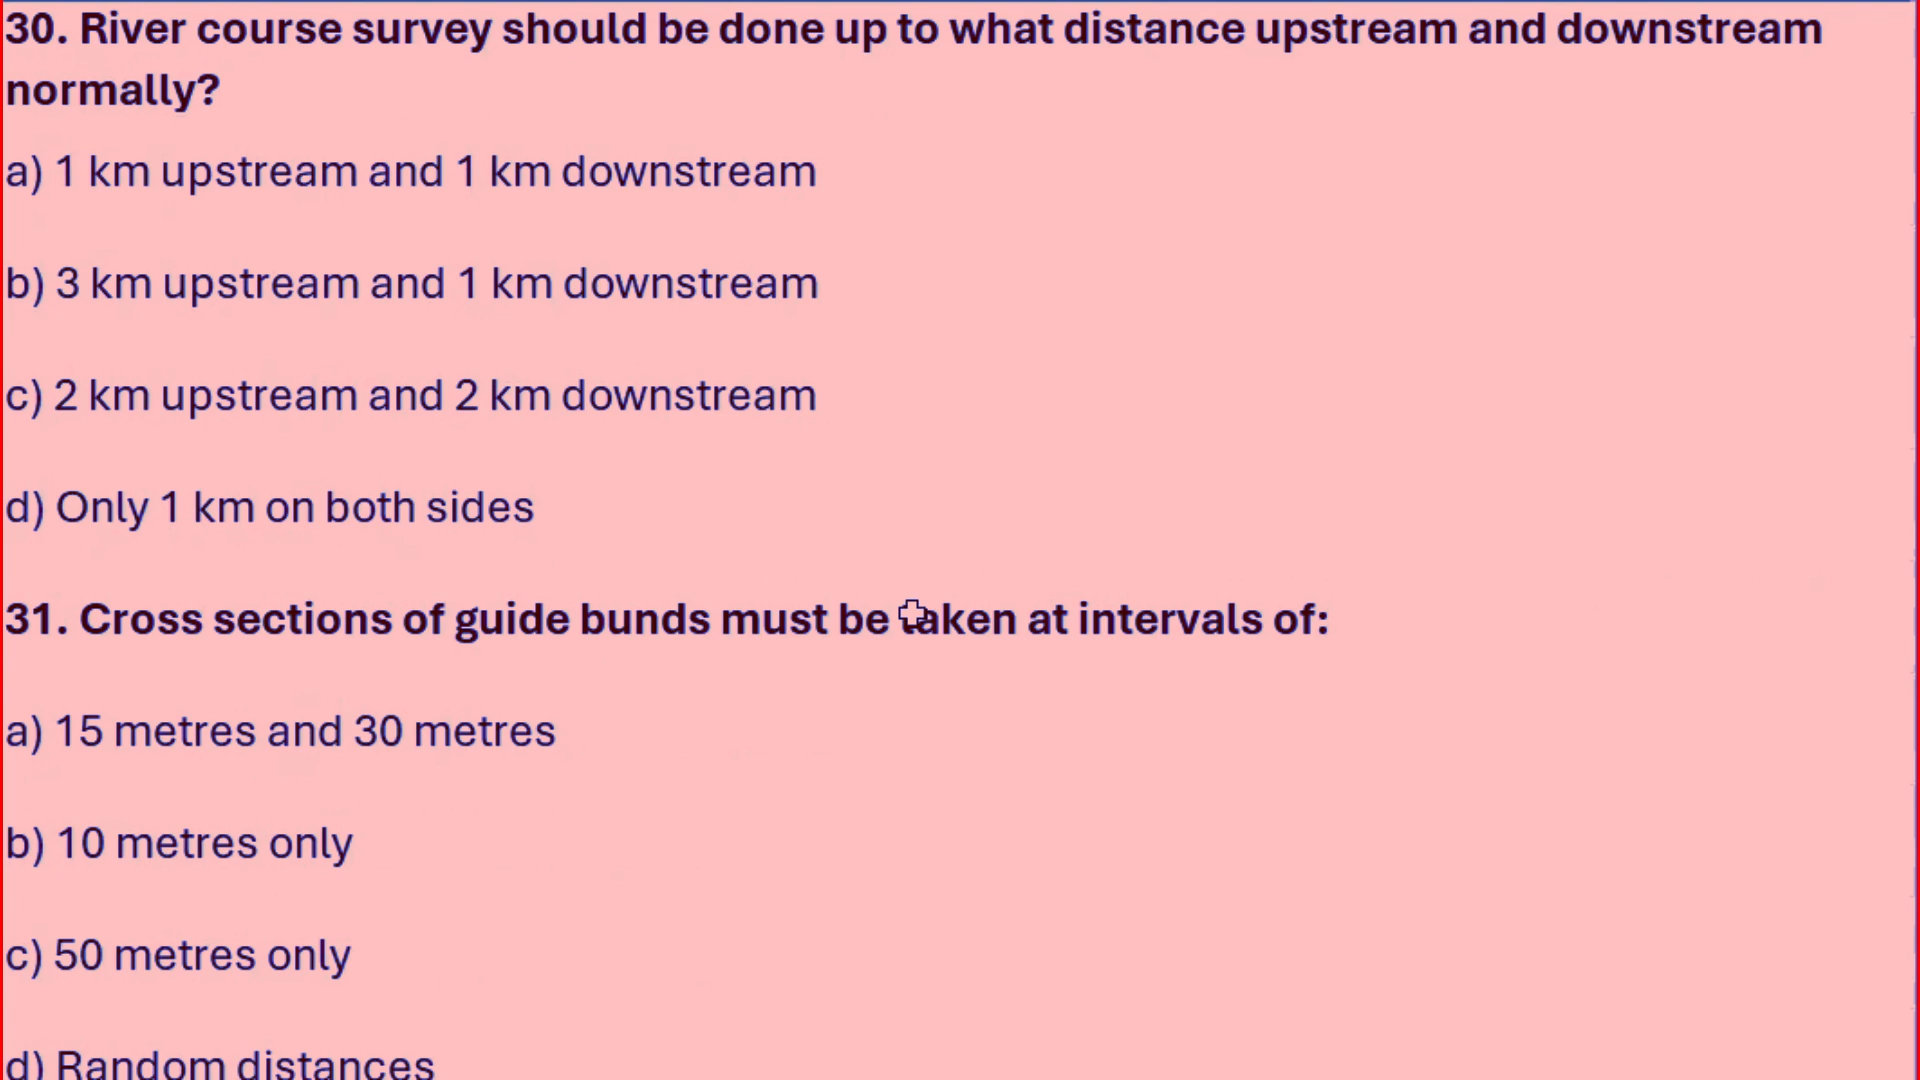 30. River course survey should be done up to what distance upstream and downstream
normally?
a) 1 km upstream and 1 km downstream
b) 3 km upstream and 1 km downstream
c) 2 km upstream and 2 km downstream
d) Only 1 km on both sides
31. Cross sections of guide bunds must be taken at intervals of:
a) 15 metres and 30 metres
b) 10 metres only
c) 50 metres only
d) Random distances